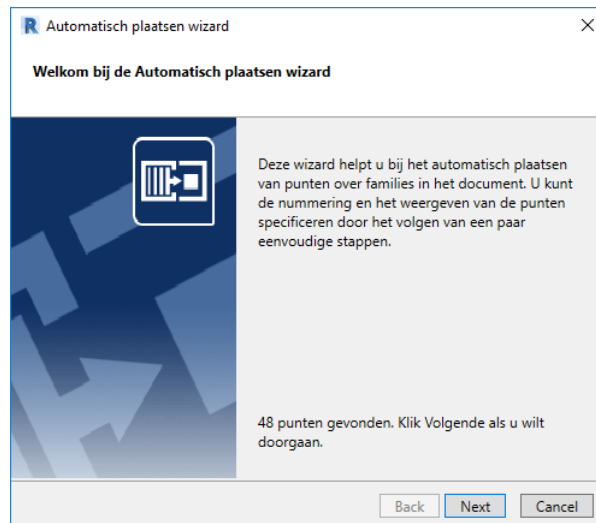 R Automatisch plaatsen wizard
Welkom bij de Automatisch plaatsen wizard
Deze wizard helpt u bij het automatisch plaatsen
van punten over families in het document. U kunt
de nummering en het weergeven van de punten
specificeren door het volgen van een paar
eenvoudige stappen.
48 punten gevonden. Klik Volgende als u wilt
doorgaan.
Back Next Cancel